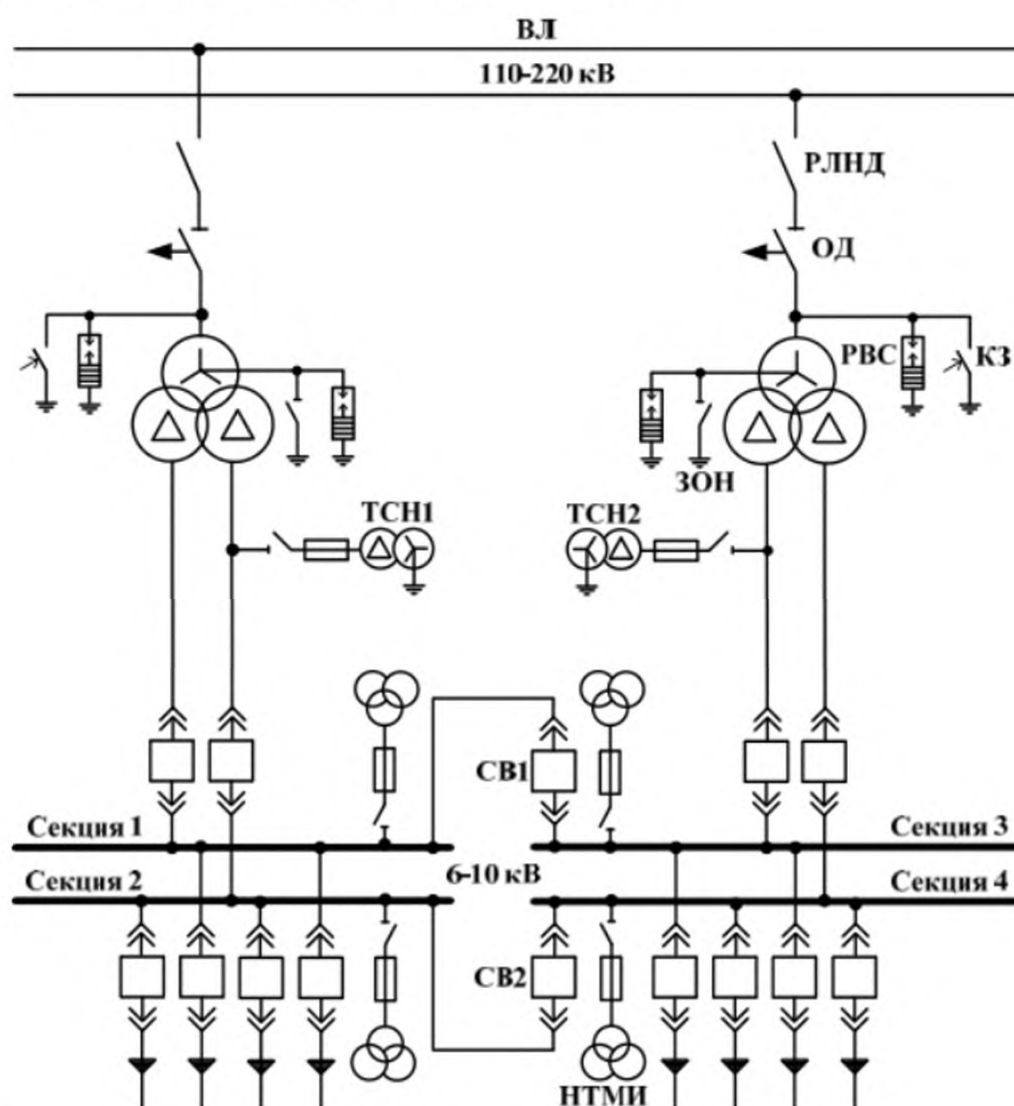 ВЛ
110-220 кВ
РЛНД
ОД
РВС
КЗ
ЗОН
ТСН1
ТСН2
СВ1
Секция 1
Секция 3
6-10 кВ
Секция 2
Секция 4
СВ2
НТМИ